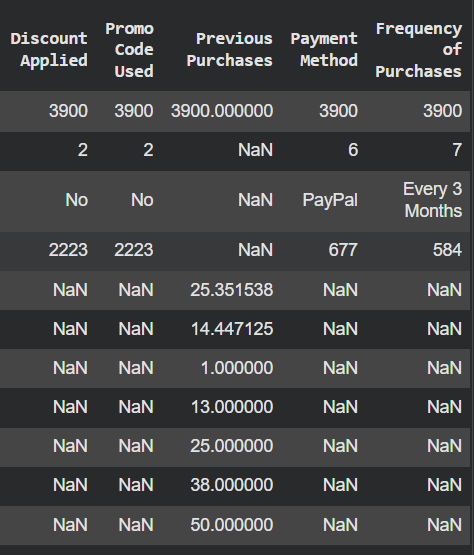 Discount Applied Promo Code Used Previous Purchases Payment Method Frequency of Purchases
3900 3900 3900.000000 3900 3900
2 2 NaN 6 7
No No NaN PayPal Every 3 Months
2223 2223 NaN 677 584
NaN NaN 25.351538 NaN NaN
NaN NaN 14.447125 NaN NaN
NaN NaN 1.000000 NaN NaN
NaN NaN 13.000000 NaN NaN
NaN NaN 25.000000 NaN NaN
NaN NaN 38.000000 NaN NaN
NaN NaN 50.000000 NaN NaN